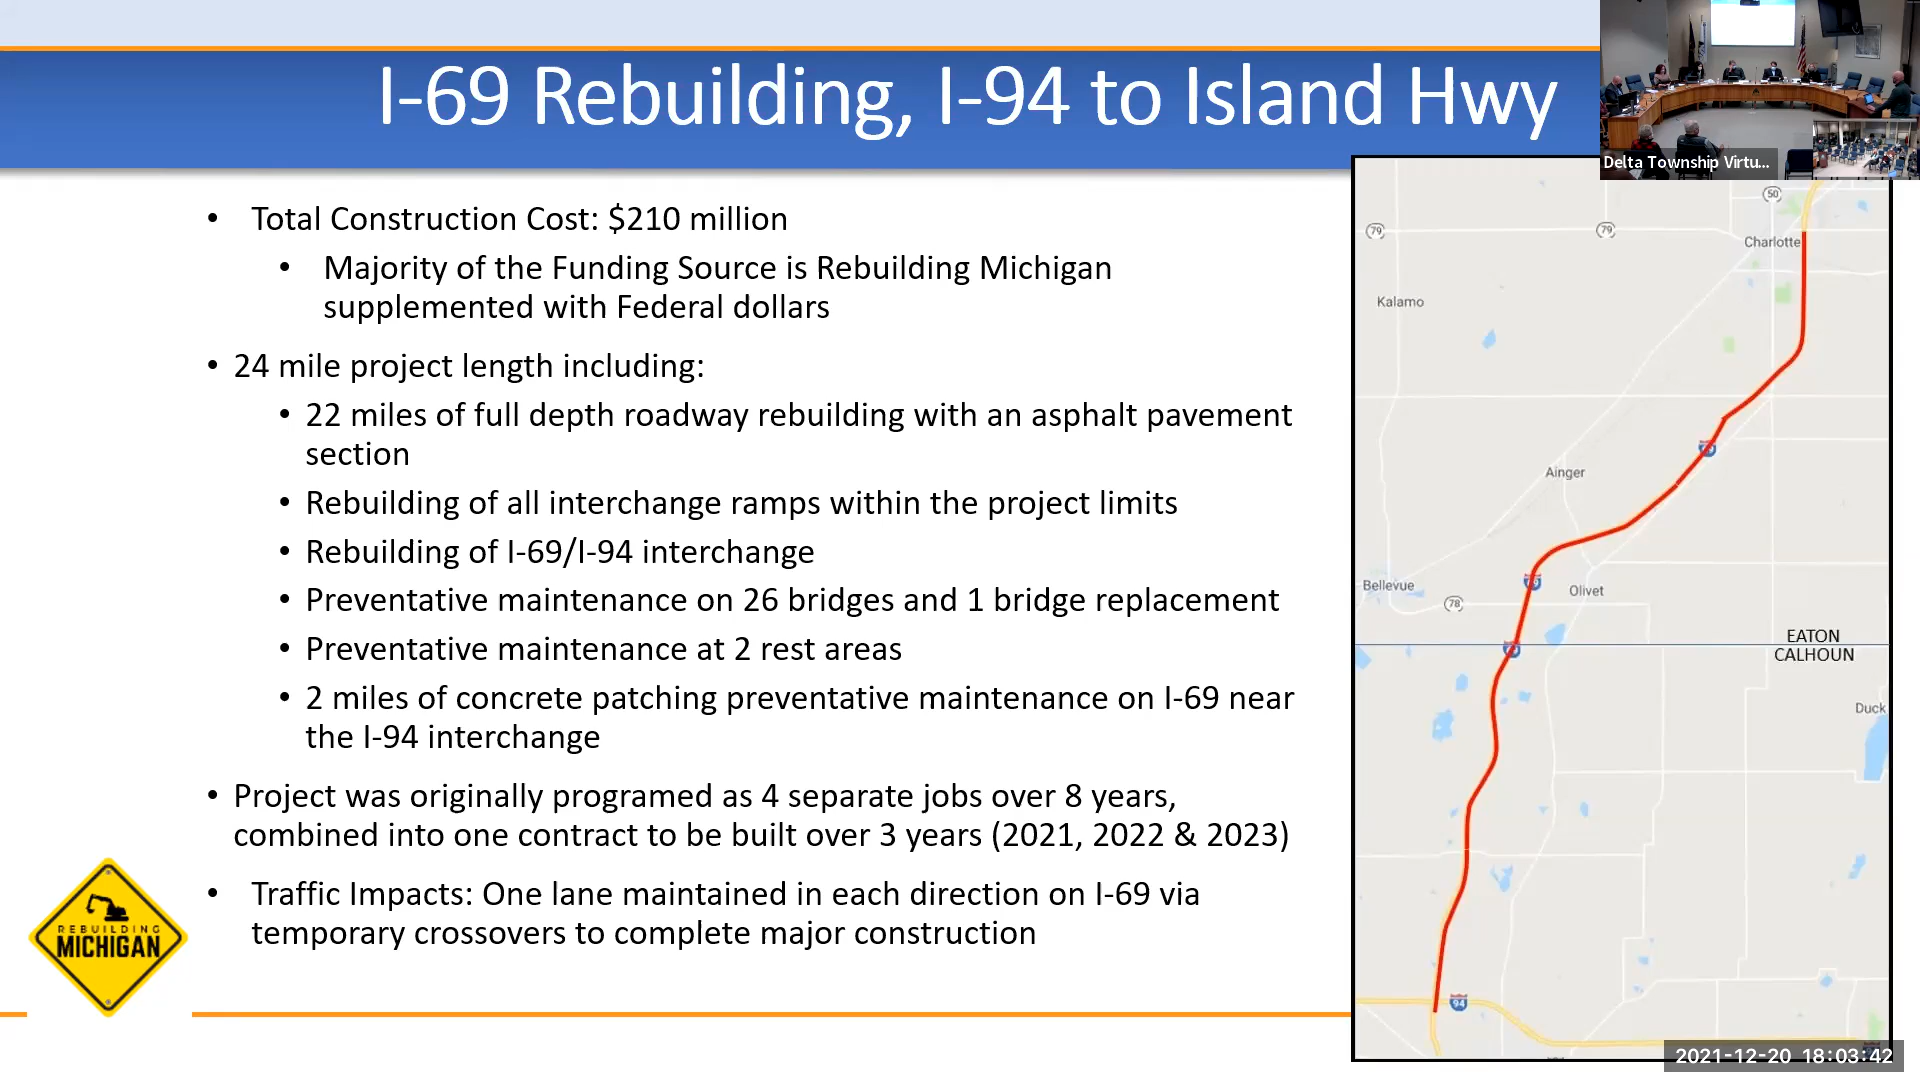 I-69 Rebuilding, I-94 to Island Hwy
Delta Township Virtu...
• Total Construction Cost: $210 million
• Majority of the Funding Source is Rebuilding Michigan
supplemented with Federal dollars
• 24 mile project length including:
• 22 miles of full depth roadway rebuilding with an asphalt pavement
section
• Rebuilding of all interchange ramps within the project limits
• Rebuilding of I-69/I-94 interchange
• Preventative maintenance on 26 bridges and 1 bridge replacement
• Preventative maintenance at 2 rest areas
• 2 miles of concrete patching preventative maintenance on I-69 near
the I-94 interchange
• Project was originally programed as 4 separate jobs over 8 years,
combined into one contract to be built over 3 years (2021, 2022 & 2023)
• Traffic Impacts: One lane maintained in each direction on I-69 via
temporary crossovers to complete major construction
REBUILDING
MICHIGAN
50
79
79
Charlotte
Kalamo
Ainger
Bellevue
78
Olivet
EATON
CALHOUN
Duck
94
2021-12-20 18:03:42